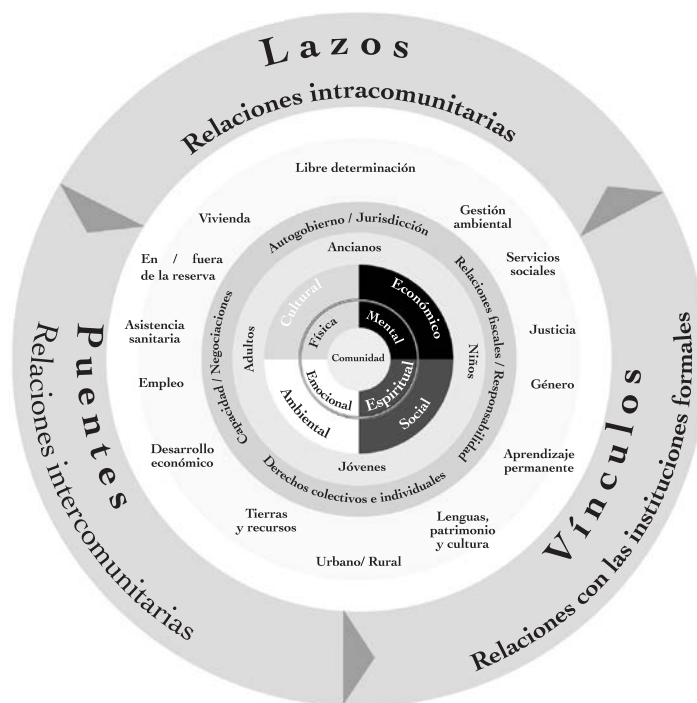 Lazos
Relaciones intracomunitarias
Libre determinación
Vivienda
Gestión
ambiental
En / fuera
de la reserva
Servicios
sociales
Asistencia
sanitaria
Justicia
Empleo
Género
Desarrollo
económico
Aprendizaje
permanente
Tierras
y recursos
Lenguas,
patrimonio
y cultura
Urbano/ Rural
Autogobierno / Jurisdicción
Relaciones fiscales / Responsabilidad
Derechos colectivos e individuales
Capacidad / Negociaciones
Ancianos
Niños
Jóvenes
Adultos
Cultural
Económico
Social
Ambiental
Física
Mental
Espiritual
Emocional
Comunidad
Puentes
Relaciones intercomunitarias
Vínculos
Relaciones con las instituciones formales